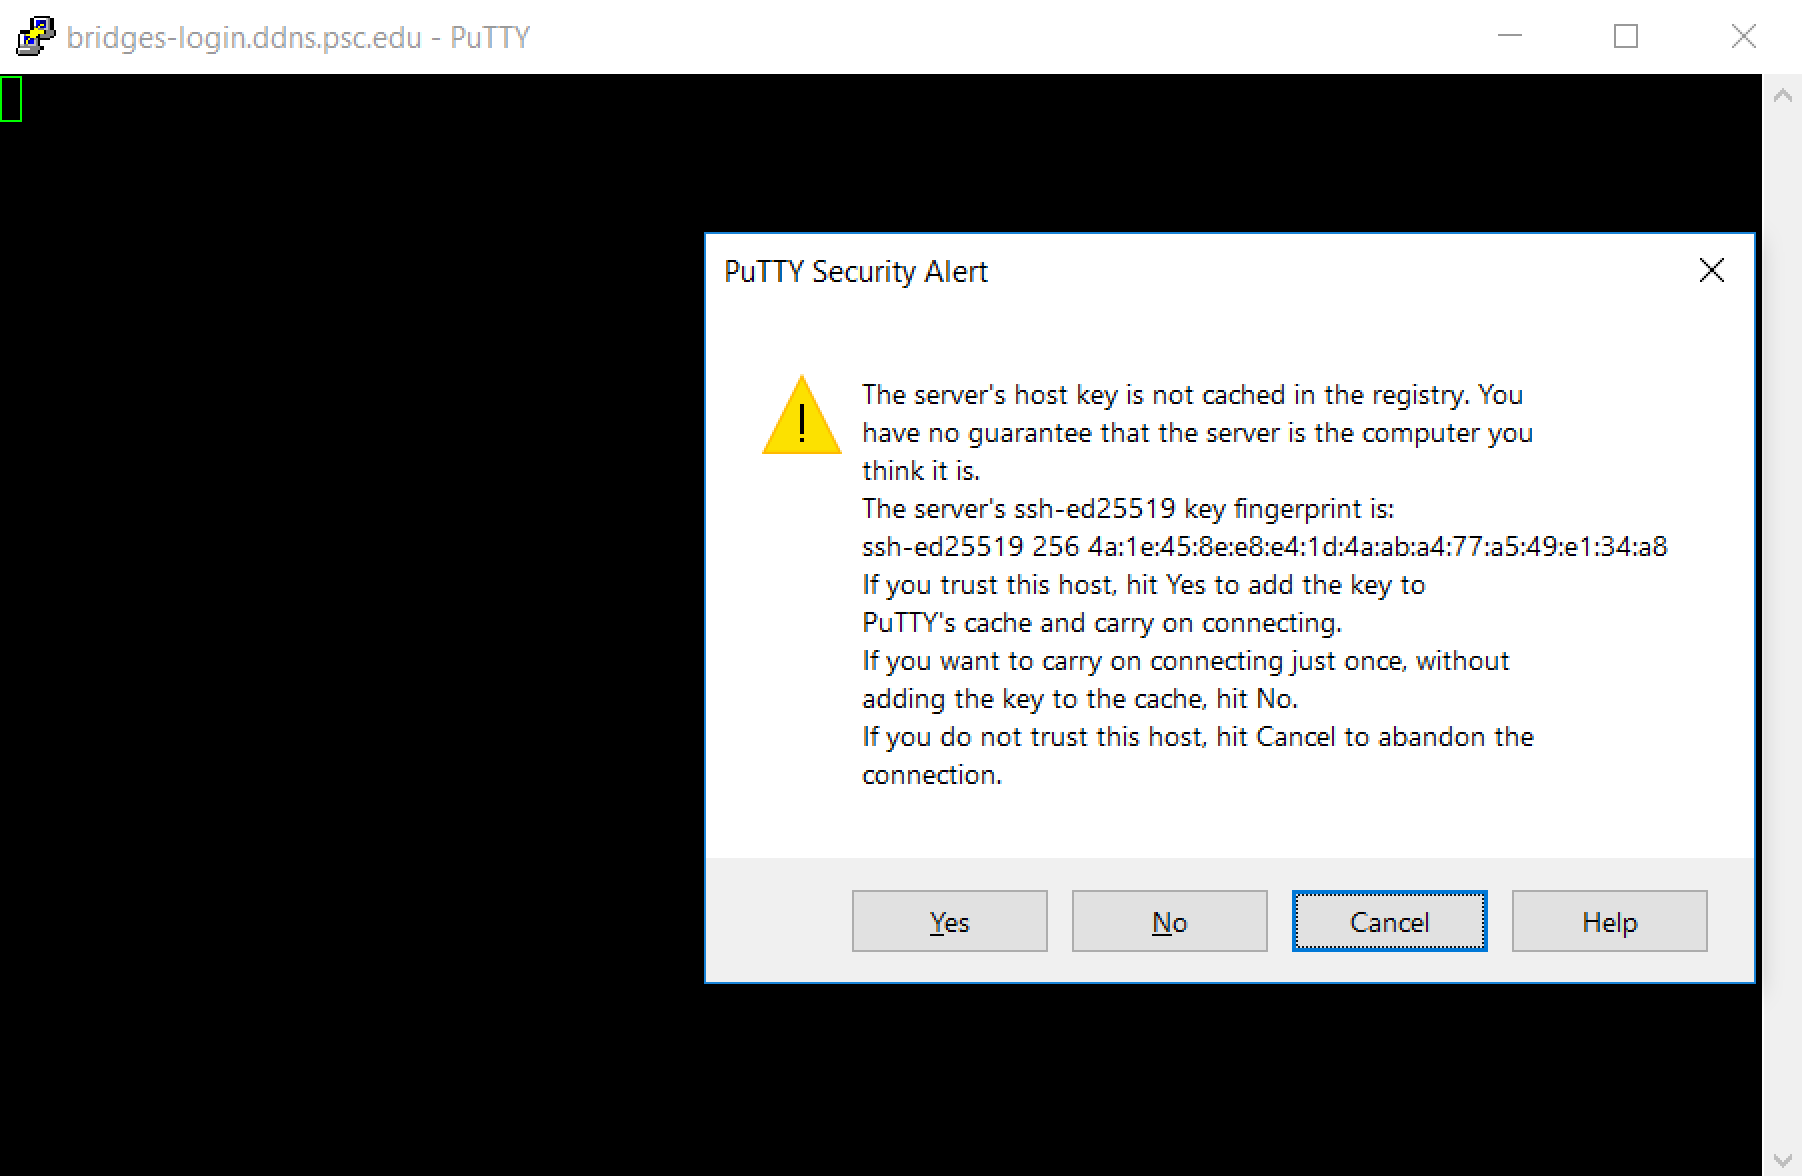 bridges-login.ddns.psc.edu - PuTTY
PuTTY Security Alert
The server's host key is not cached in the registry. You
have no guarantee that the server is the computer you
think it is.
The server's ssh-ed25519 key fingerprint is:
ssh-ed25519 256 4a:1e:45:8e:e8:e4:1d:4a:ab:a4:77:a5:49:e1:34:a8
If you trust this host, hit Yes to add the key to
PuTTY's cache and carry on connecting.
If you want to carry on connecting just once, without
adding the key to the cache, hit No.
If you do not trust this host, hit Cancel to abandon the
connection.
Yes No Cancel Help